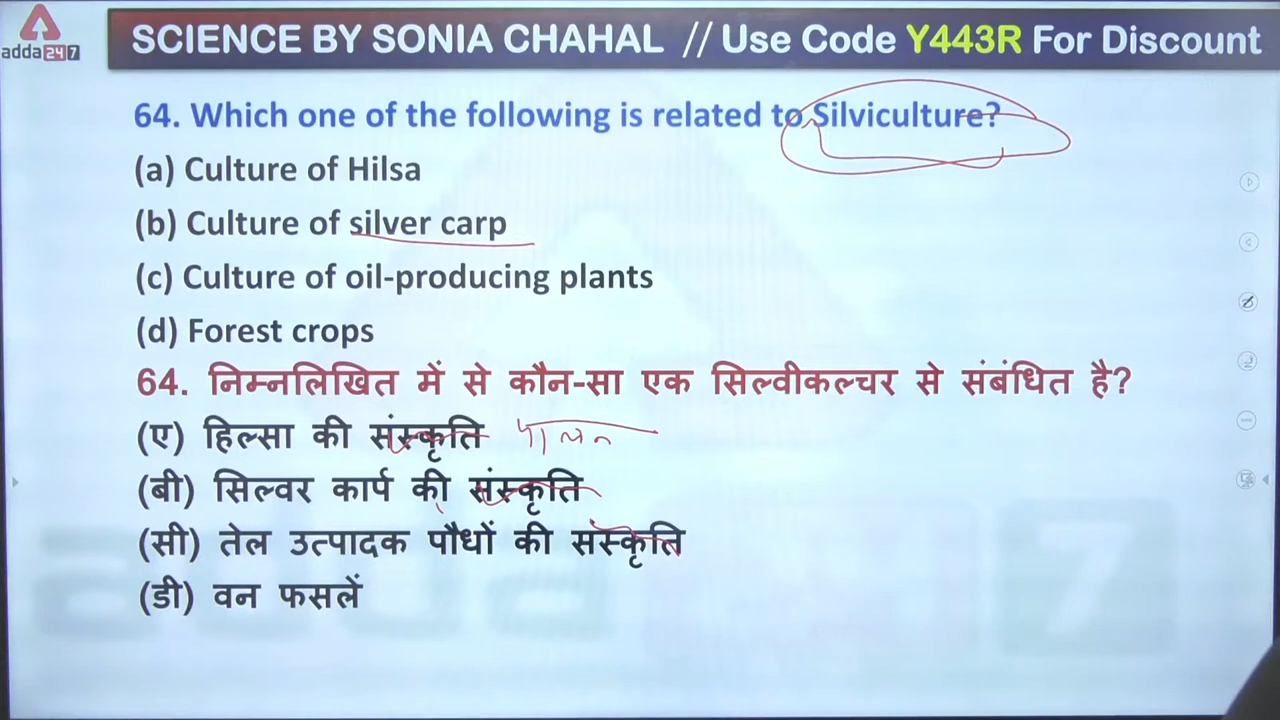 adda247
SCIENCE BY SONIA CHAHAL // Use Code Y443R For Discount
64. Which one of the following is related to Silviculture?
(a) Culture of Hilsa
(b) Culture of silver carp
(c) Culture of oil-producing plants
(d) Forest crops
64. निम्नलिखित में से कौन-सा एक सिल्वीकल्चर से संबंधित है?
(ए) हिल्सा की संस्कृति पालन
(बी) सिल्वर कार्प की संस्कृति
(सी) तेल उत्पादक पौधों की संस्कृति
(डी) वन फसलें